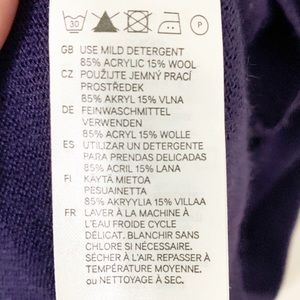 30 P
GB USE MILD DETERGENT
85% ACRYLIC 15% WOOL
CZ POUŽIJTE JEMNÝ PRACÍ
PROSTŘEDEK
85% AKRYL 15% VLNA
DE FEINWASCHMITTEL
VERWENDEN
85% ACRYL 15% WOLLE
ES UTILIZAR UN DETERGENTE
PARA PRENDAS DELICADAS
85% ACRIL 15% LANA
FI KÄYTÄ MIETOA
PESUAINETTA
85% AKRYYLIA 15% VILLAA
FR LAVER À LA MACHINE À
L'EAU FROIDE CYCLE
DÉLICAT. BLANCHIR SANS
CHLORE SI NÉCESSAIRE.
SÉCHER À L'AIR. REPASSER À
TEMPÉRATURE MOYENNE.
ou NETTOYAGE À SEC.